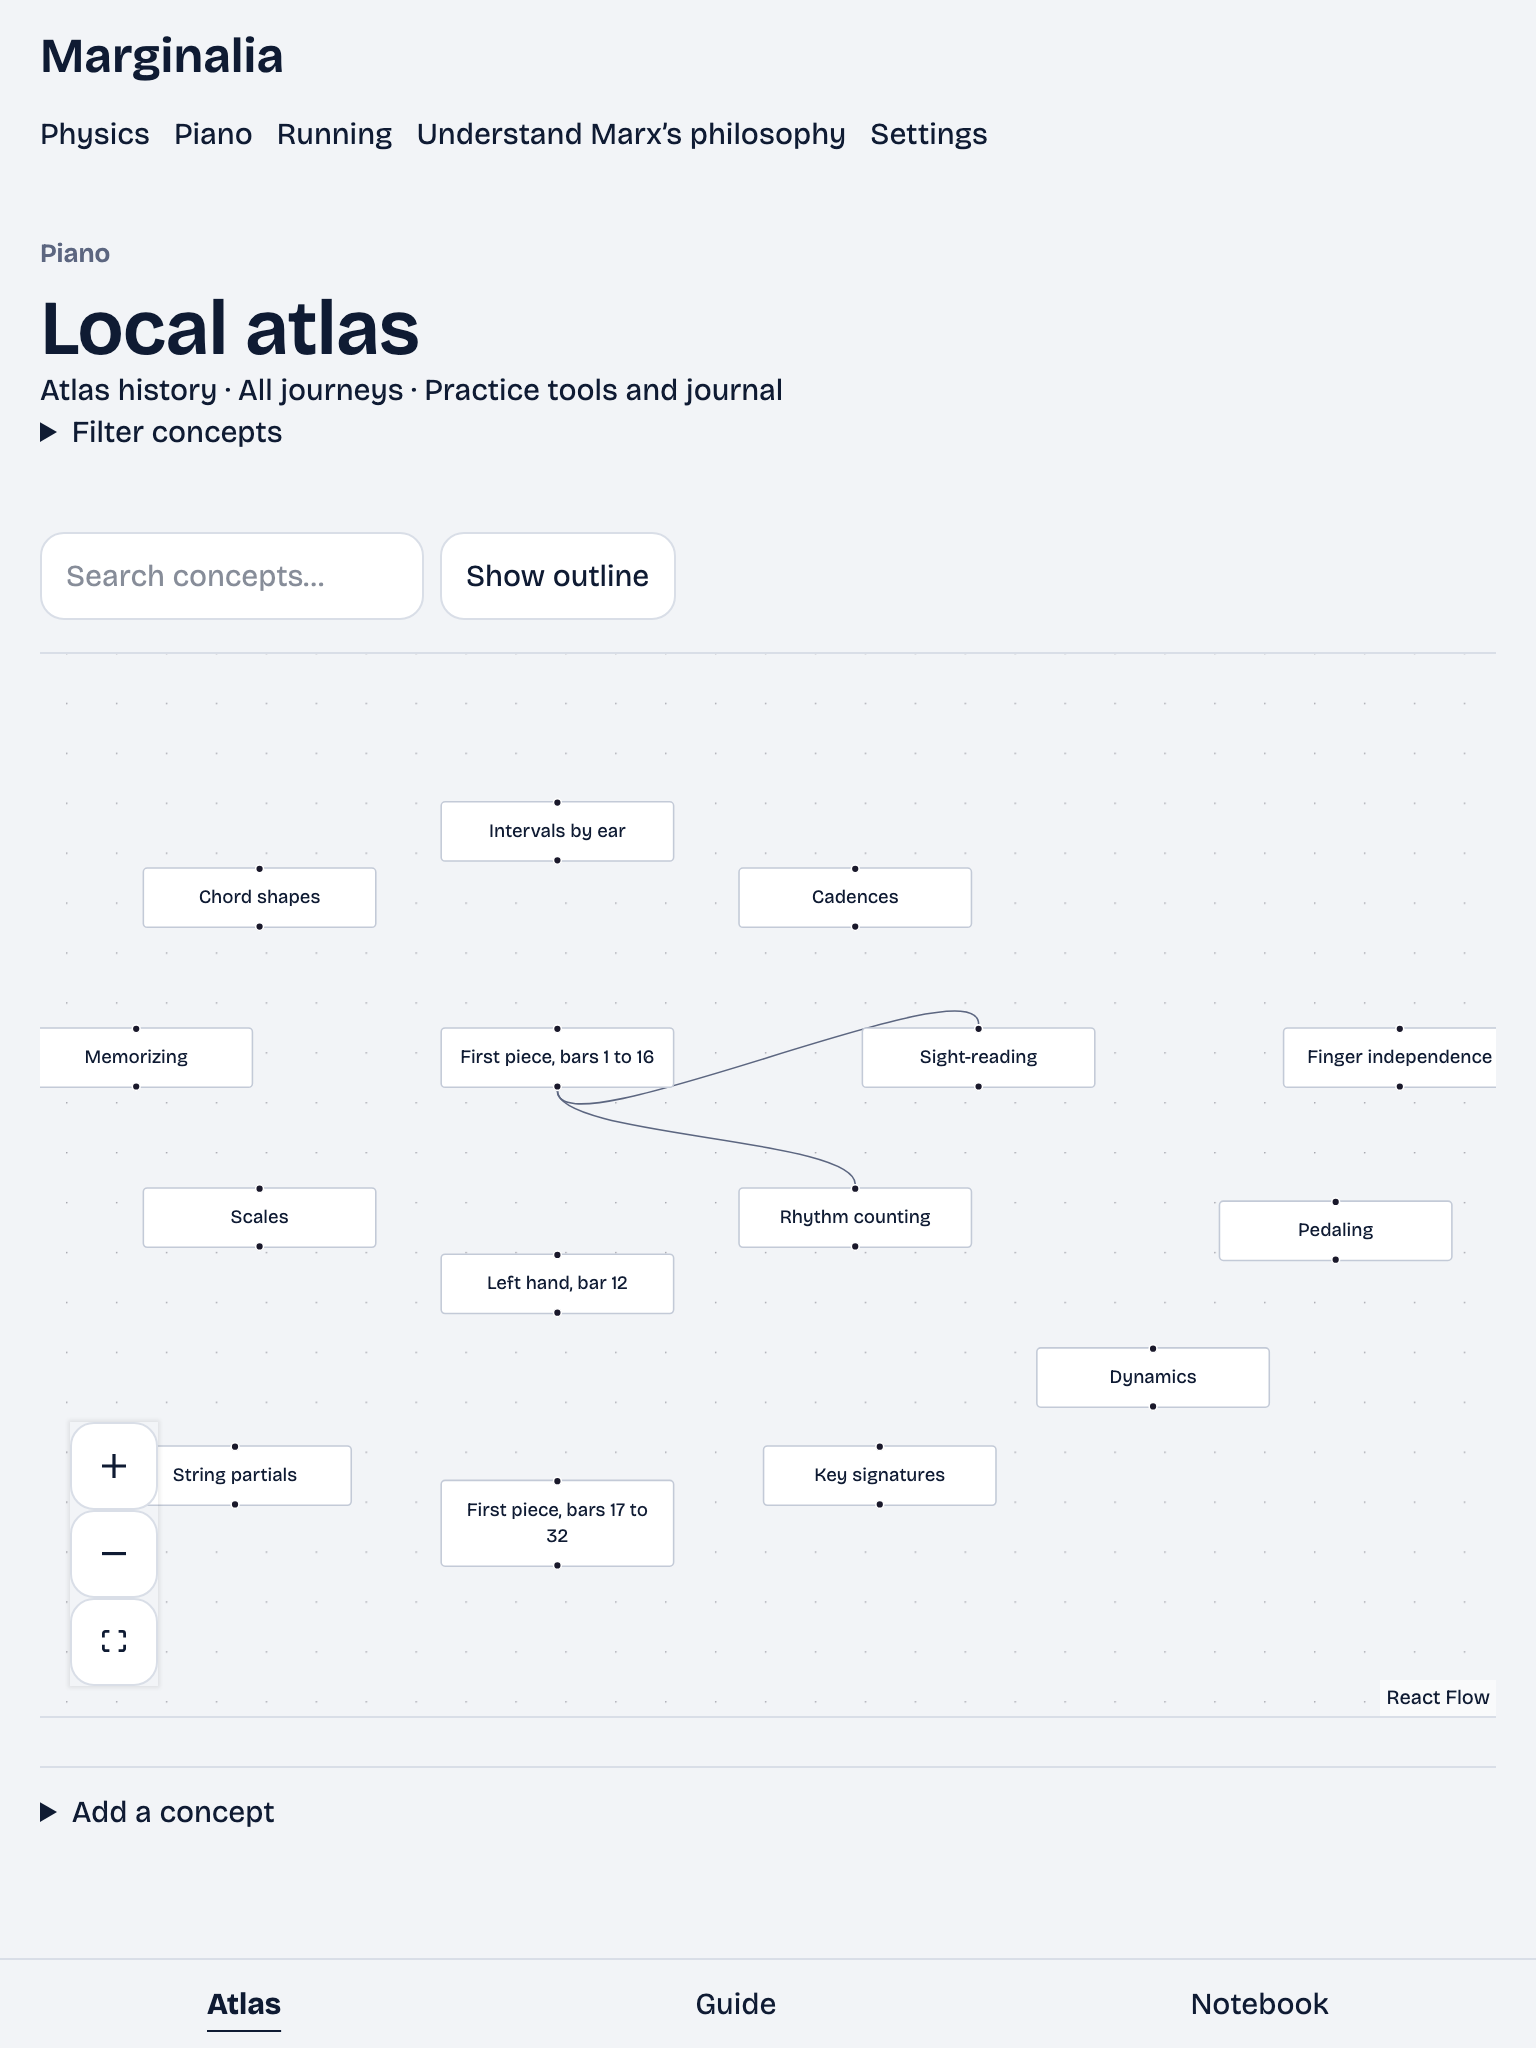 Marginalia
Physics Piano Running Understand Marx’s philosophy Settings
Piano
Local atlas
Atlas history · All journeys · Practice tools and journal
Filter concepts
Search concepts...
Show outline
Intervals by ear
Chord shapes
Cadences
Memorizing
First piece, bars 1 to 16
Sight-reading
Finger independence
Scales
Rhythm counting
Pedaling
Left hand, bar 12
Dynamics
String partials
Key signatures
First piece, bars 17 to
32
React Flow
Add a concept
Atlas
Guide
Notebook